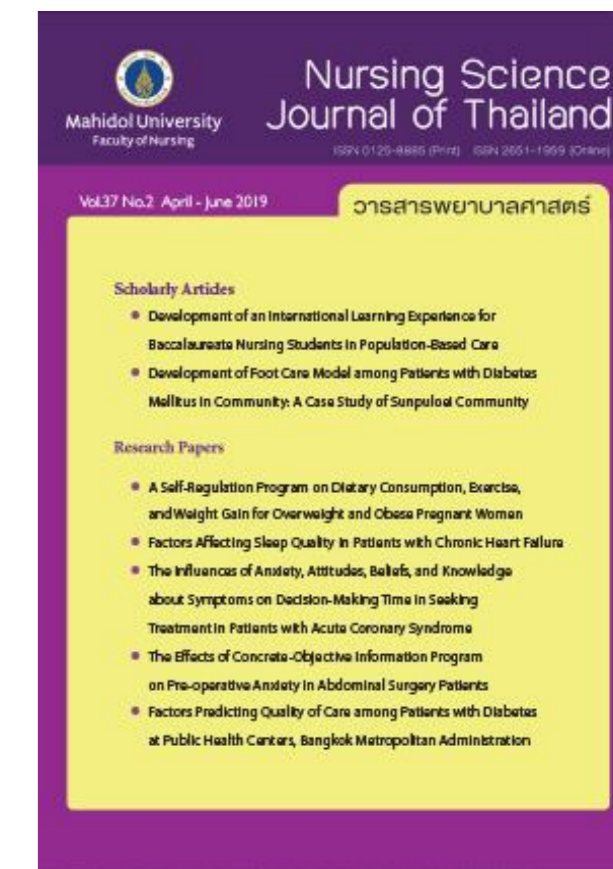 Mahidol University
Faculty of Nursing
Nursing Science
Journal of Thailand
ISSN 0125-8885 (Print) ISSN 2651-1959 (Online)
Vol.37 No.2 April - June 2019
วารสารพยาบาลศาสตร์
Scholarly Articles
• Development of an International Learning Experience for
Baccalaureate Nursing Students in Population-Based Care
• Development of Foot Care Model among Patients with Diabetes
Mellitus in Community: A Case Study of Sunpuloei Community
Research Papers
• A Self-Regulation Program on Dietary Consumption, Exercise,
and Weight Gain for Overweight and Obese Pregnant Women
• Factors Affecting Sleep Quality in Patients with Chronic Heart Failure
• The Influences of Anxiety, Attitudes, Beliefs, and Knowledge
about Symptoms on Decision-Making Time in Seeking
Treatment in Patients with Acute Coronary Syndrome
• The Effects of Concrete-Objective Information Program
on Pre-operative Anxiety in Abdominal Surgery Patients
• Factors Predicting Quality of Care among Patients with Diabetes
at Public Health Centers, Bangkok Metropolitan Administration